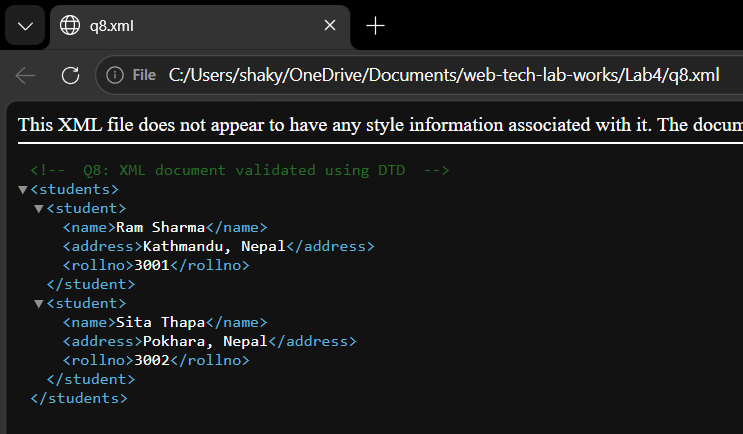 q8.xml
File C:/Users/shaky/OneDrive/Documents/web-tech-lab-works/Lab4/q8.xml
This XML file does not appear to have any style information associated with it. The docum
<!--  Q8: XML document validated using DTD  -->
<students>
<student>
<name>Ram Sharma</name>
<address>Kathmandu, Nepal</address>
<rollno>3001</rollno>
</student>
<student>
<name>Sita Thapa</name>
<address>Pokhara, Nepal</address>
<rollno>3002</rollno>
</student>
</students>